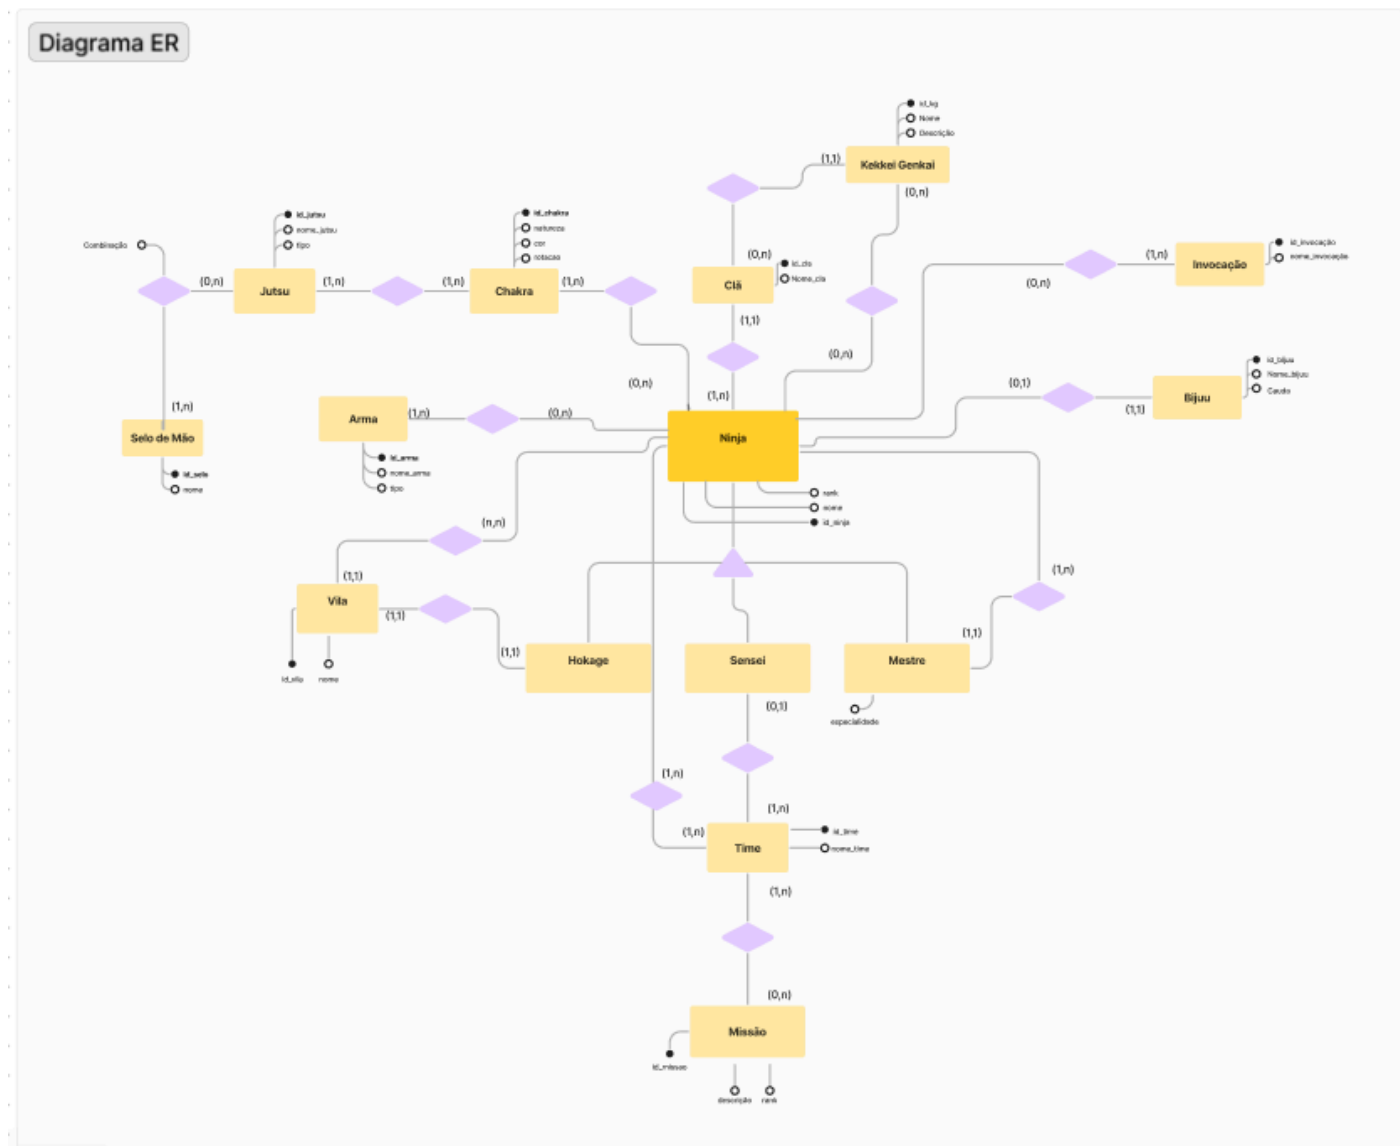 Diagrama ER
id_kg
Nome
Descrição
(1,1)
Kekkei Genkai
(0,n)
id_jutsu
nome_jutsu
tipo
id_chakra
natureza
cor
rotacao
Combinação
(0,n)
Jutsu
(1,n)
(1,n)
Chakra
(1,n)
(0,n)
id_cla
Nome_cla
Clã
(1,1)
(1,n)
Invocação
id_invocação
nome_invocação
(0,n)
(0,n)
(0,n)
(1,n)
(0,1)
(1,1)
Bijuu
id_bijuu
Nome_bijuu
Cauda
(1,n)
Selo de Mão
id_selo
nome
Arma
(1,n)
(0,n)
id_arma
nome_arma
tipo
Ninja
rank
nome
id_ninja
(n,n)
(1,1)
Vila
(1,1)
id_vila
nome
(1,1)
Hokage
Sensei
Mestre
(1,1)
(1,n)
especialidade
(0,1)
(1,n)
(1,n)
(1,n)
Time
id_time
nome_time
(1,n)
(0,n)
Missão
id_missao
descrição
rank